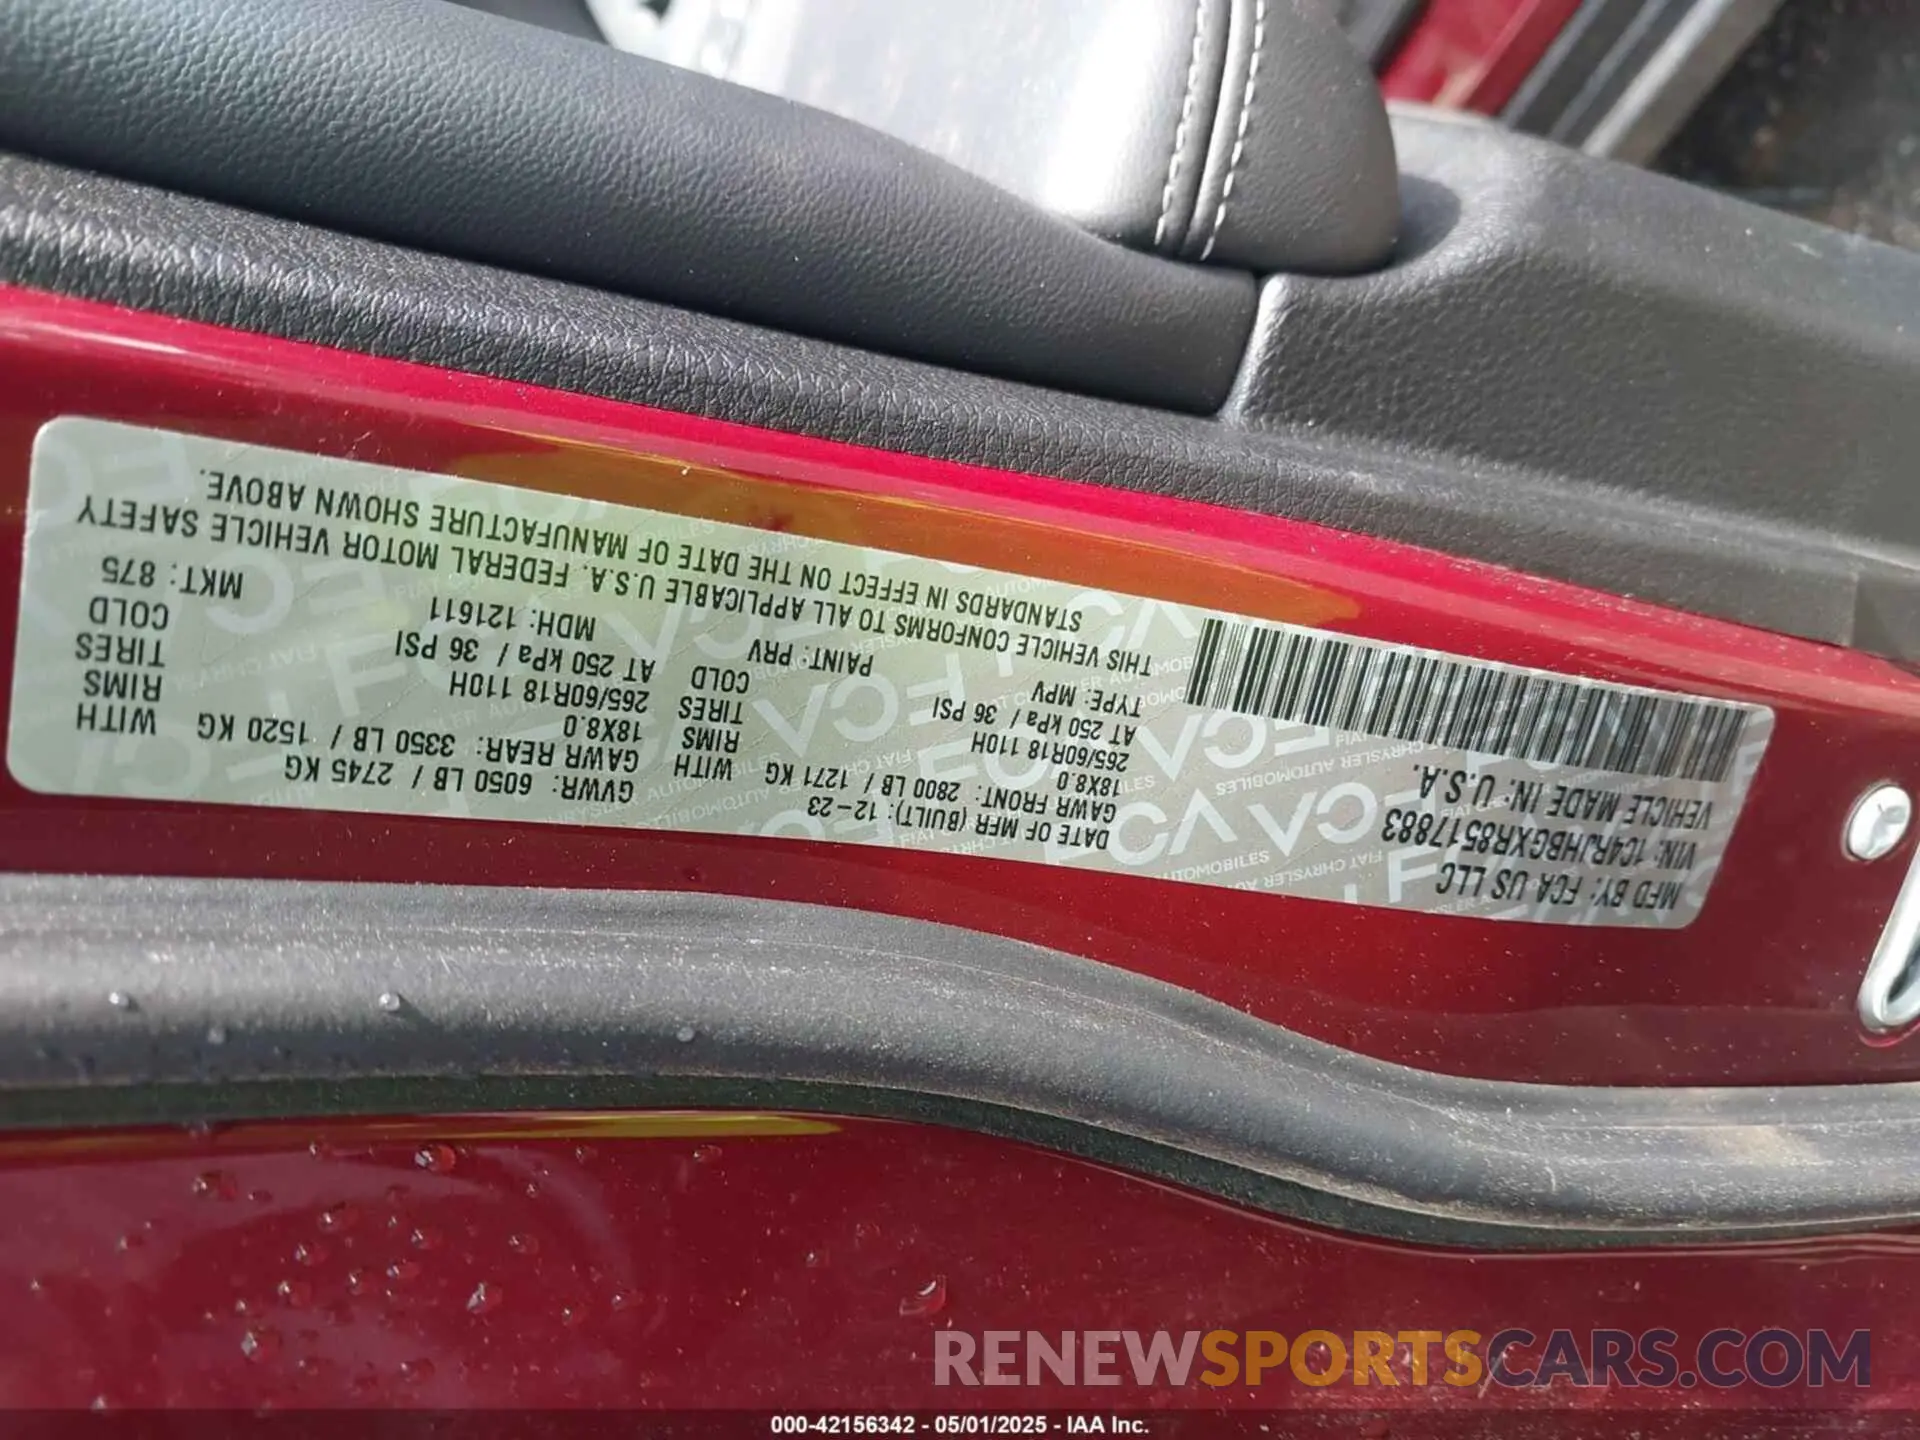 MFD BY: FCA US LLC
DATE OF MFR (BUILT): 12-23
GVWR: 6050 LB / 2745 KG
GAWR FRONT: 2800 LB / 1271 KG WITH
18X8.0 RIMS
265/60R18 110H TIRES
AT 250 kPa / 36 PSI COLD
GAWR REAR: 3350 LB / 1520 KG WITH
18X8.0 RIMS
265/60R18 110H TIRES
AT 250 kPa / 36 PSI COLD
VIN: 1C4RJHBGXR8517883
TYPE: MPV PAINT: PRV MDH: 121611 MKT: 875
VEHICLE MADE IN: U.S.A.
THIS VEHICLE CONFORMS TO ALL APPLICABLE U.S.A. FEDERAL MOTOR VEHICLE SAFETY
STANDARDS IN EFFECT ON THE DATE OF MANUFACTURE SHOWN ABOVE.
RENEWSPORTSCARS.COM
000-42156342 - 05/01/2025 - IAA Inc.